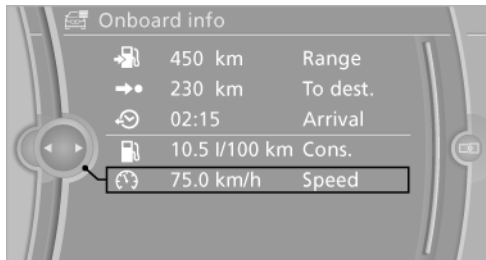 Onboard info
450 km Range
230 km To dest.
02:15 Arrival
10.5 l/100 km Cons.
75.0 km/h Speed